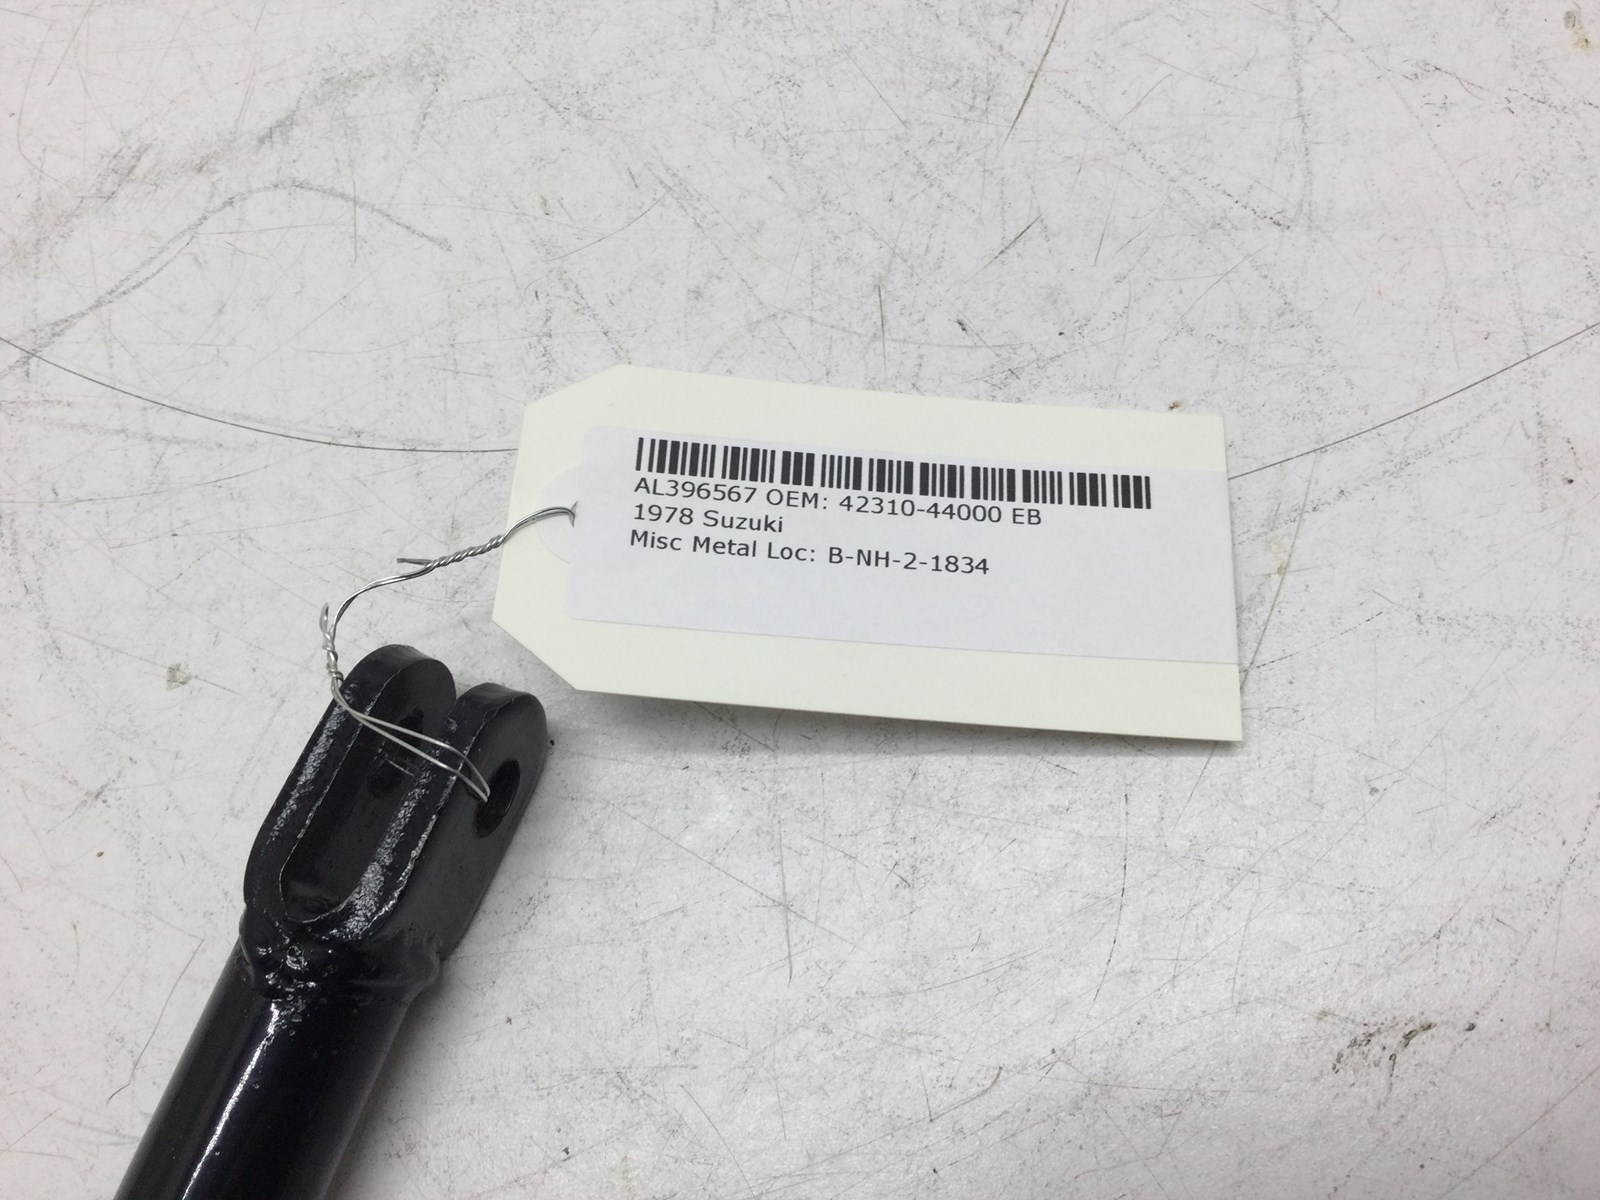 AL396567 OEM: 42310-44000 EB
1978 Suzuki
Misc Metal Loc: B-NH-2-1834